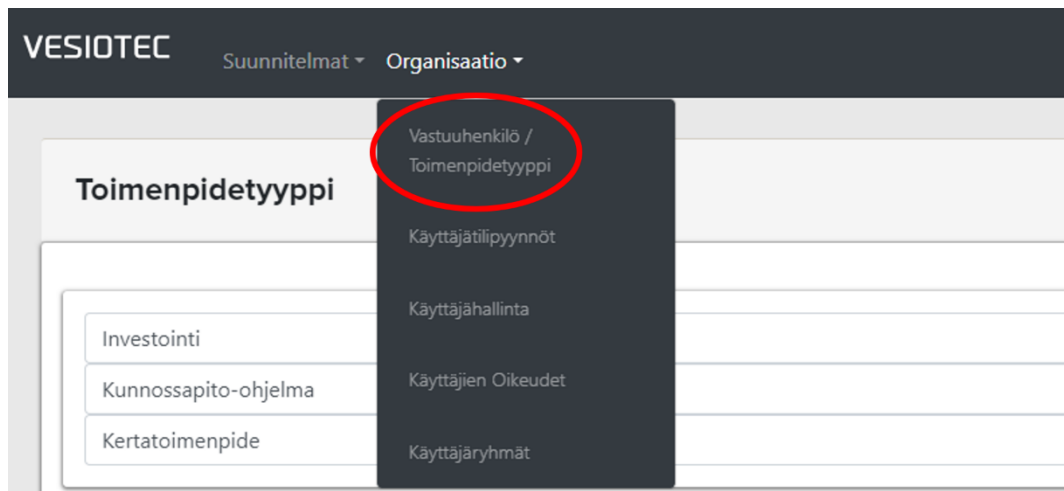 VESIOTEC
Suunnitelmat Organisaatio
Vastuuhenkilö /
Toimenpidetyyppi
Toimenpidetyyppi
Käyttäjätilipyynnöt
Käyttäjähallinta
Investointi
Käyttäjien Oikeudet
Kunnossapito-ohjelma
Kertatoimenpide
Käyttäjäryhmät